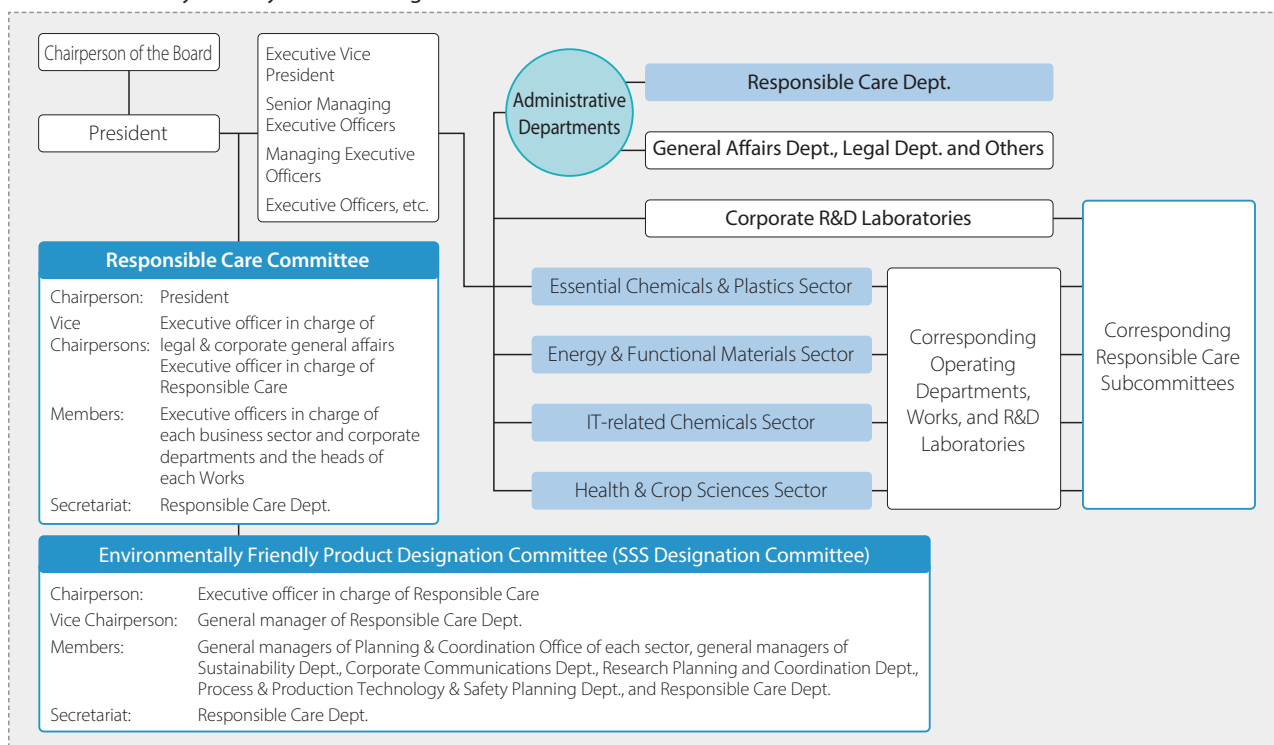 Chairperson of the Board
President
Executive Vice
President
Senior Managing
Executive Officers
Managing Executive
Officers
Executive Officers, etc.
Administrative
Departments
Responsible Care Dept.
General Affairs Dept., Legal Dept. and Others
Corporate R&D Laboratories
Essential Chemicals & Plastics Sector
Energy & Functional Materials Sector
IT-related Chemicals Sector
Health & Crop Sciences Sector
Corresponding
Operating
Departments,
Works, and R&D
Laboratories
Corresponding
Responsible Care
Subcommittees
Responsible Care Committee
Chairperson: President
Vice Executive officer in charge of
Chairpersons: legal & corporate general affairs
Executive officer in charge of
Responsible Care
Members: Executive officers in charge of
each business sector and corporate
departments and the heads of
each Works
Secretariat: Responsible Care Dept.
Environmentally Friendly Product Designation Committee (SSS Designation Committee)
Chairperson: Executive officer in charge of Responsible Care
Vice Chairperson: General manager of Responsible Care Dept.
Members: General managers of Planning & Coordination Office of each sector, general managers of
Sustainability Dept., Corporate Communications Dept., Research Planning and Coordination Dept.,
Process & Production Technology & Safety Planning Dept., and Responsible Care Dept.
Secretariat: Responsible Care Dept.